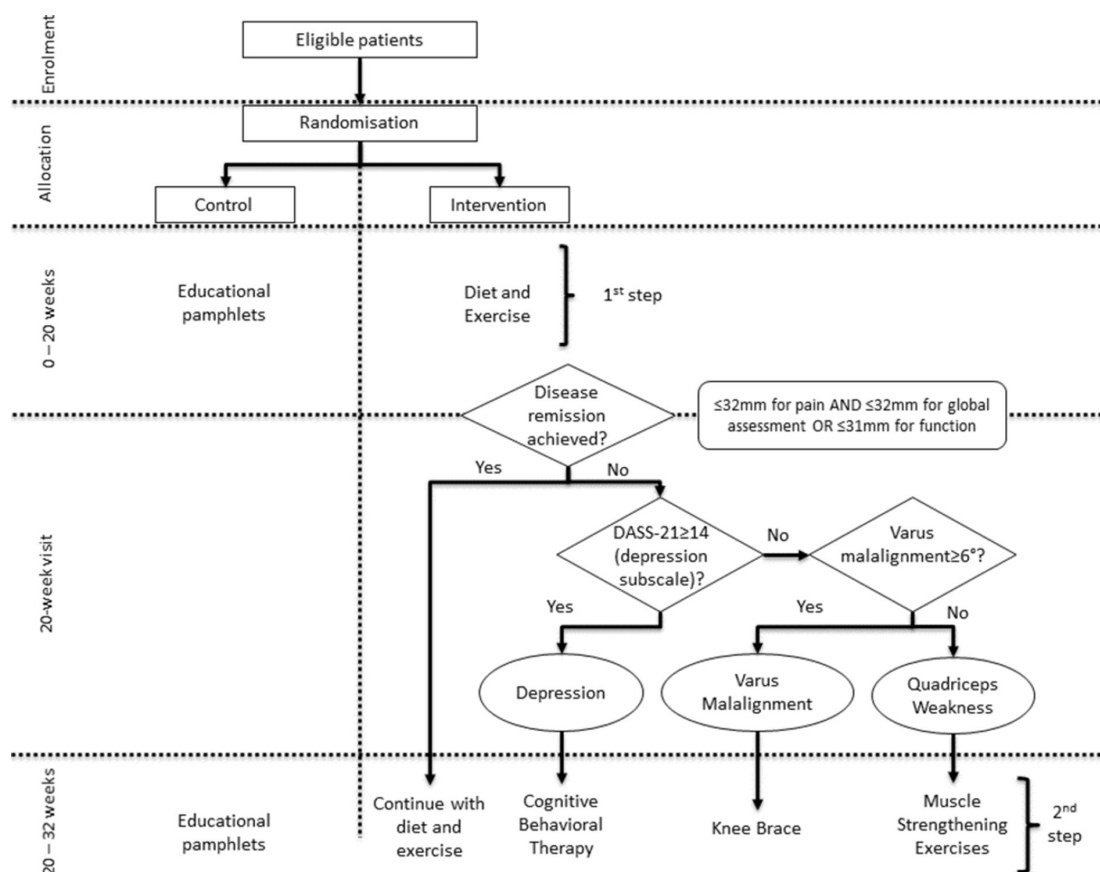 Enrolment
Eligible patients
Allocation
Randomisation
Control
Intervention
0 – 20 weeks
Educational
pamphlets
Diet and
Exercise
1st step
Disease
remission
achieved?
≤32mm for pain AND ≤32mm for global
assessment OR ≤31mm for function
Yes
No
20-week visit
DASS-21≥14
(depression
subscale)?
No
Varus
malalignment≥6°?
Yes
Yes
No
Depression
Varus
Malalignment
Quadriceps
Weakness
20 – 32 weeks
Educational
pamphlets
Continue with
diet and
exercise
Cognitive
Behavioral
Therapy
Knee Brace
Muscle
Strengthening
Exercises
2nd
step